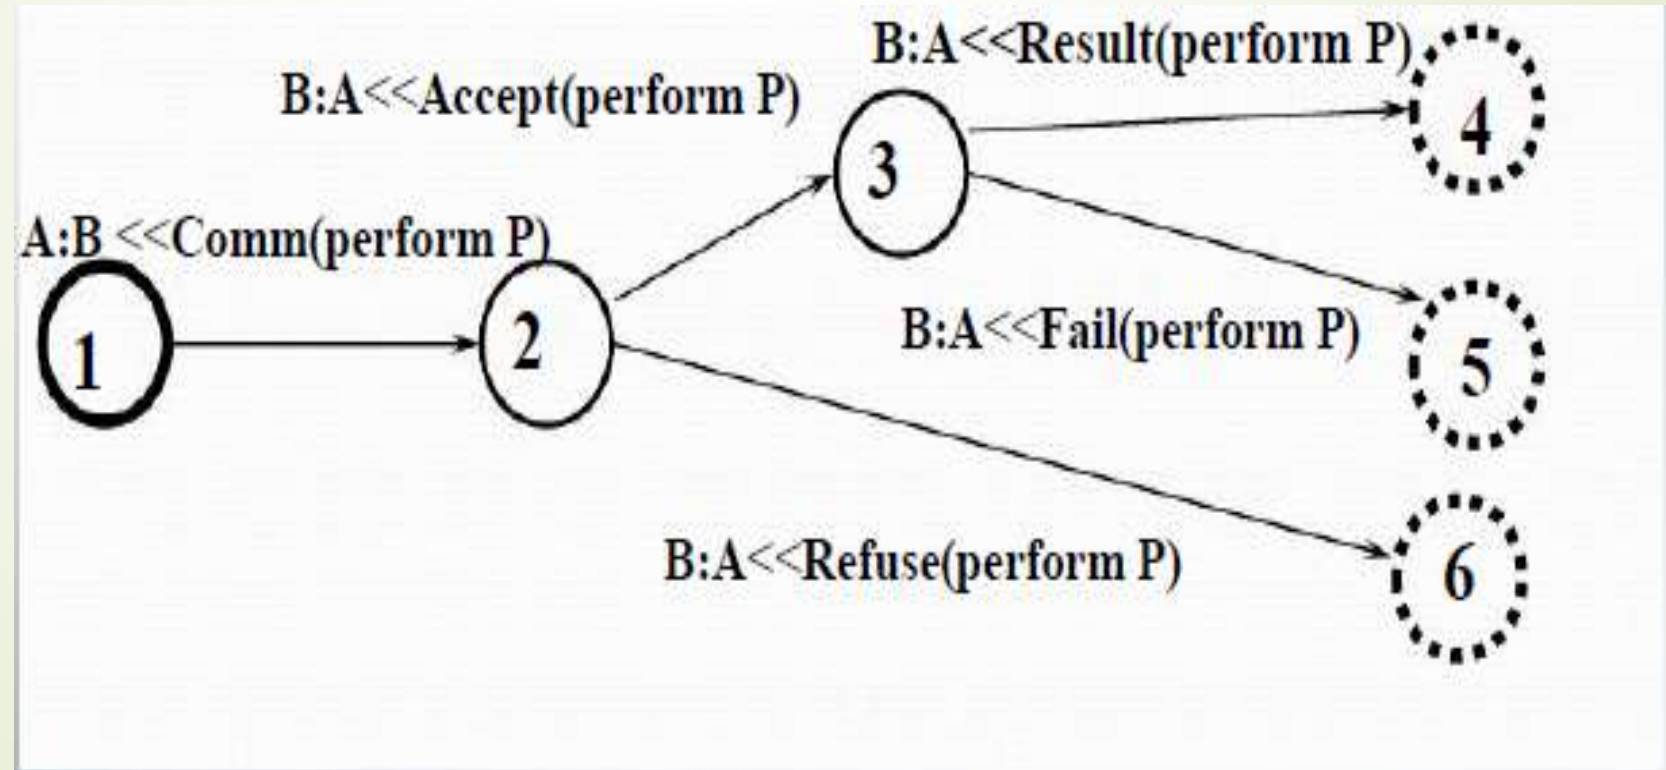 B:A<<Result(perform P)
B:A<<Accept(perform P)
4
3
A:B <<Comm(perform P)
1
2
B:A<<Fail(perform P)
5
B:A<<Refuse(perform P)
6